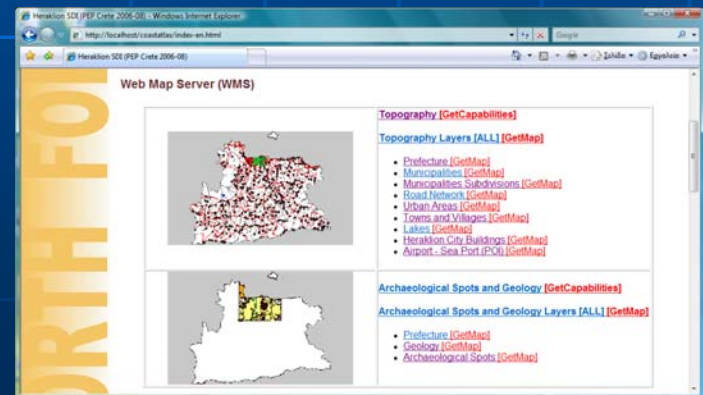 Heraklion SDI (PEP Crete 2006-08) - Windows Internet Explorer
http://localhost/coastatlas/index-en.html
Google
Heraklion SDI (PEP Crete 2006-08)
Σελίδα
Εργαλεία
ORTH FO
Web Map Server (WMS)
Topography [GetCapabilities]
Topography Layers [ALL] [GetMap]
Prefecture [GetMap]
Municipalities [GetMap]
Municipalities Subdivisions [GetMap]
Road Network [GetMap]
Urban Areas [GetMap]
Towns and Villages [GetMap]
Lakes [GetMap]
Heraklion City Buildings [GetMap]
Airport - Sea Port (POI) [GetMap]
Archaeological Spots and Geology [GetCapabilities]
Archaeological Spots and Geology Layers [ALL] [GetMap]
Prefecture [GetMap]
Geology [GetMap]
Archaeological Spots [GetMap]